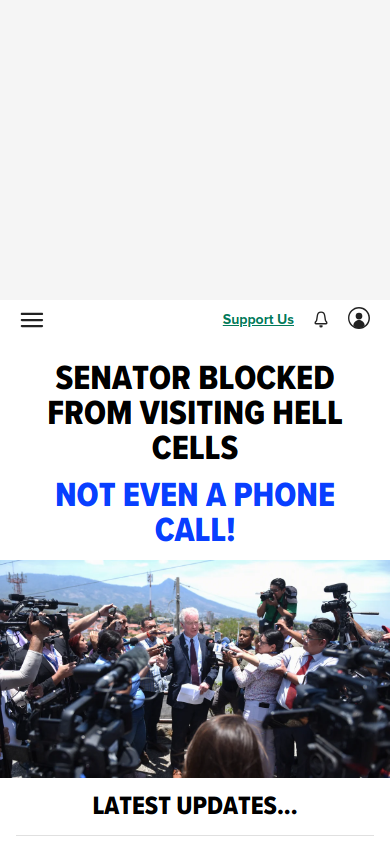 Support Us
SENATOR BLOCKED
FROM VISITING HELL
CELLS
NOT EVEN A PHONE
CALL!
LATEST UPDATES...